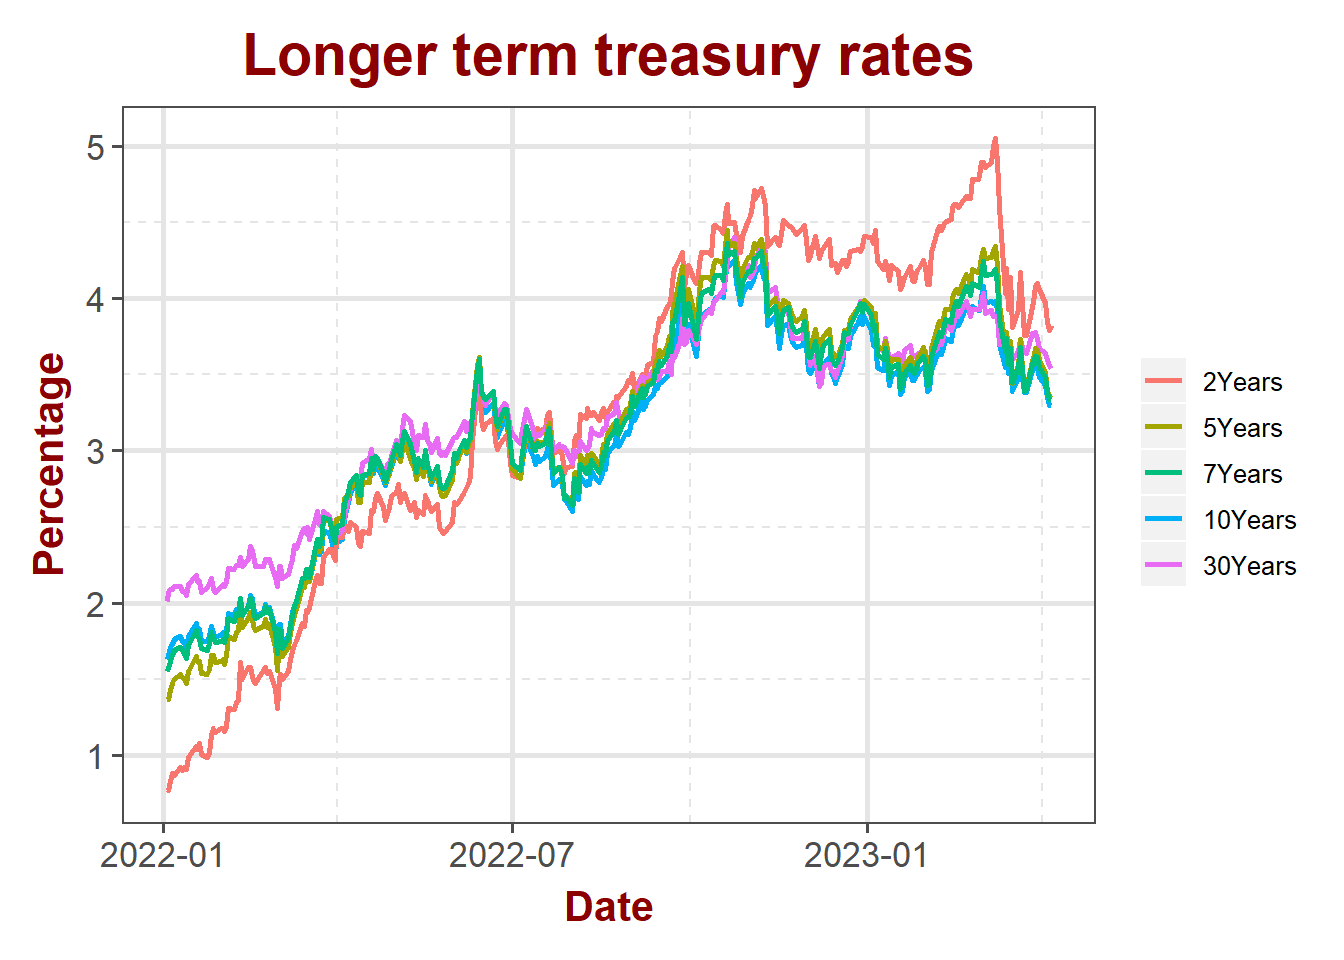 Longer term treasury rates
Percentage
5
4
3
2
1
2022-01
2022-07
2023-01
Date
2Years
5Years
7Years
10Years
30Years